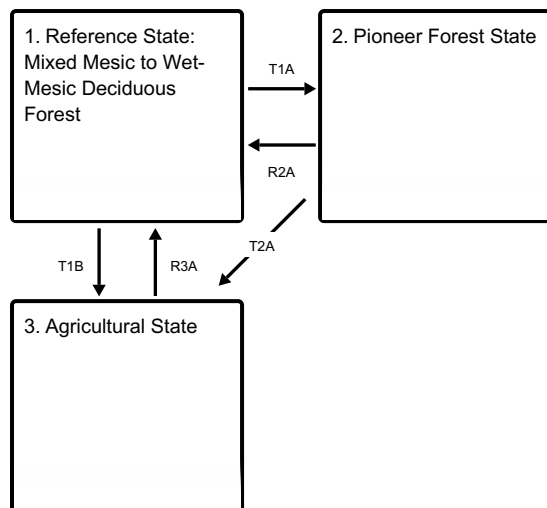 1. Reference State:
Mixed Mesic to Wet-
Mesic Deciduous
Forest
T1A
2. Pioneer Forest State
R2A
T2A
T1B
R3A
3. Agricultural State